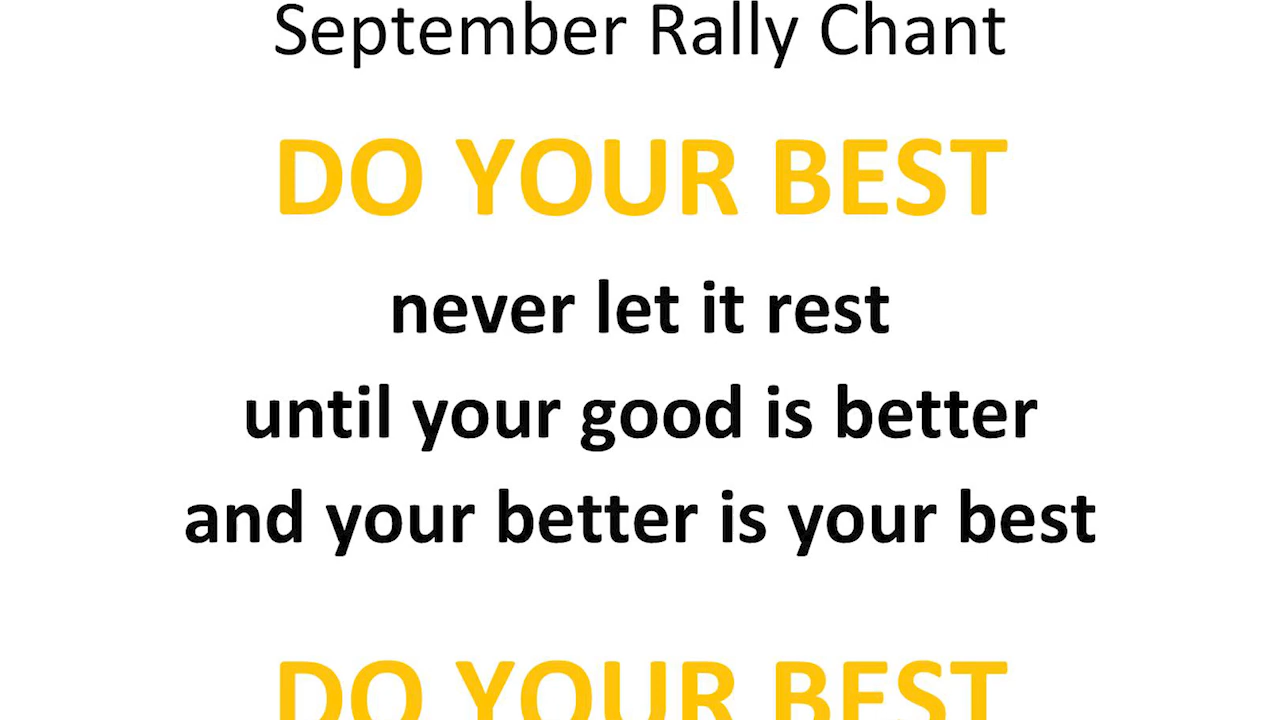 September Rally Chant
DO YOUR BEST
never let it rest
until your good is better
and your better is your best
DO YOUR BEST